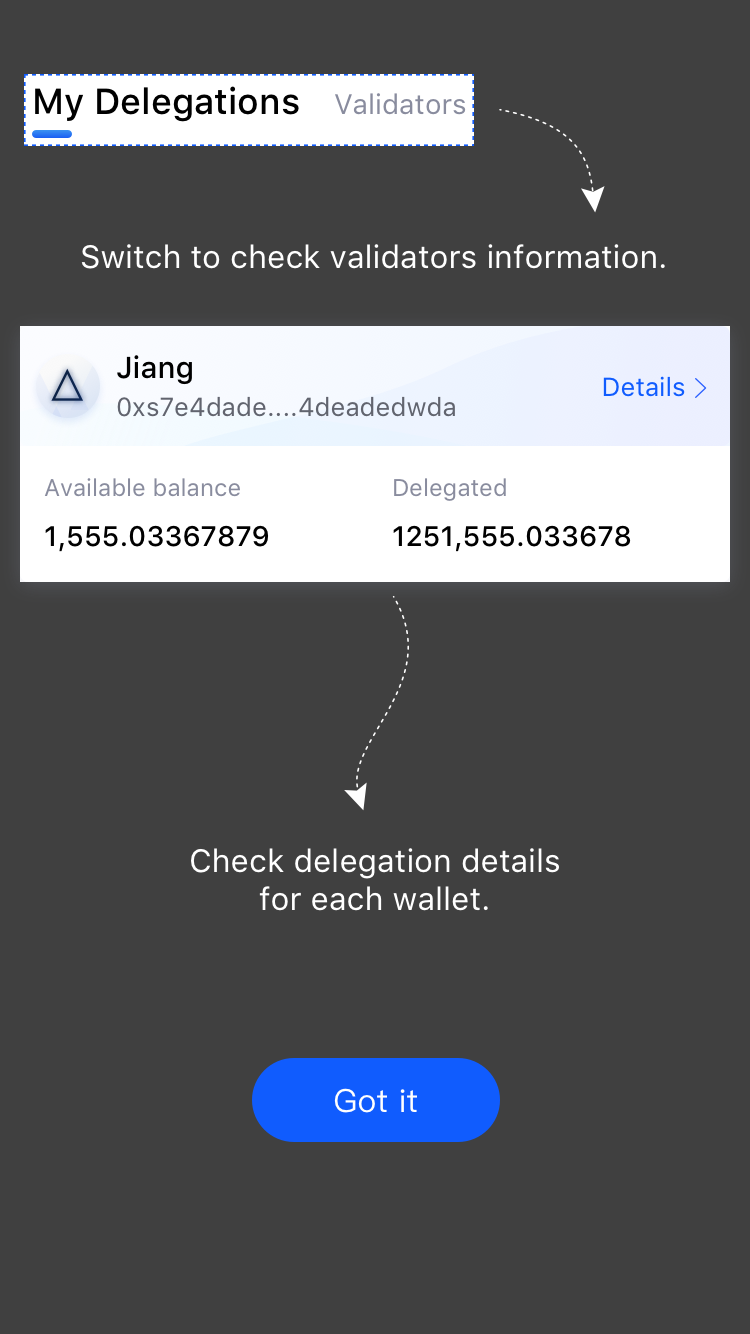 My Delegations Validators
Switch to check validators information.
Jiang
0xs7e4dade....4deadedwda
Details
Available balance Delegated
1,555.03367879 1251,555.033678
Check delegation details
for each wallet.
Got it